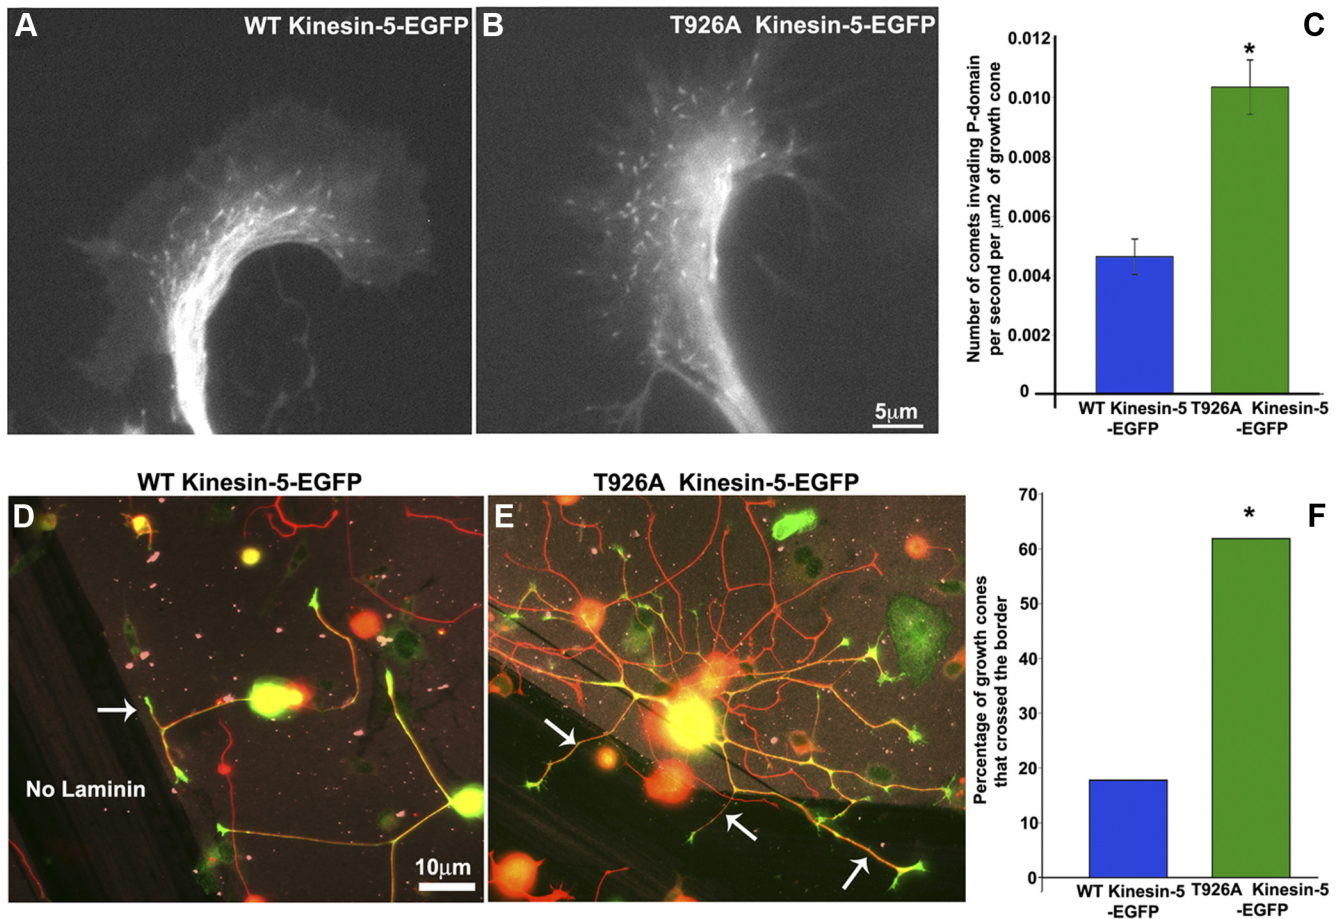 A
WT Kinesin-5-EGFP
B
T926A Kinesin-5-EGFP
5μm
C
Number of comets invading P-domain
per second per μm2 of growth cone
0.012
0.010
0.008
0.006
0.004
0.002
0
WT Kinesin-5
-EGFP
T926A Kinesin-5
-EGFP
*
WT Kinesin-5-EGFP
T926A Kinesin-5-EGFP
D
No Laminin
10μm
E
F
Percentage of growth cones
that crossed the border
70
60
50
40
30
20
10
0
*
WT Kinesin-5
-EGFP
T926A Kinesin-5
-EGFP